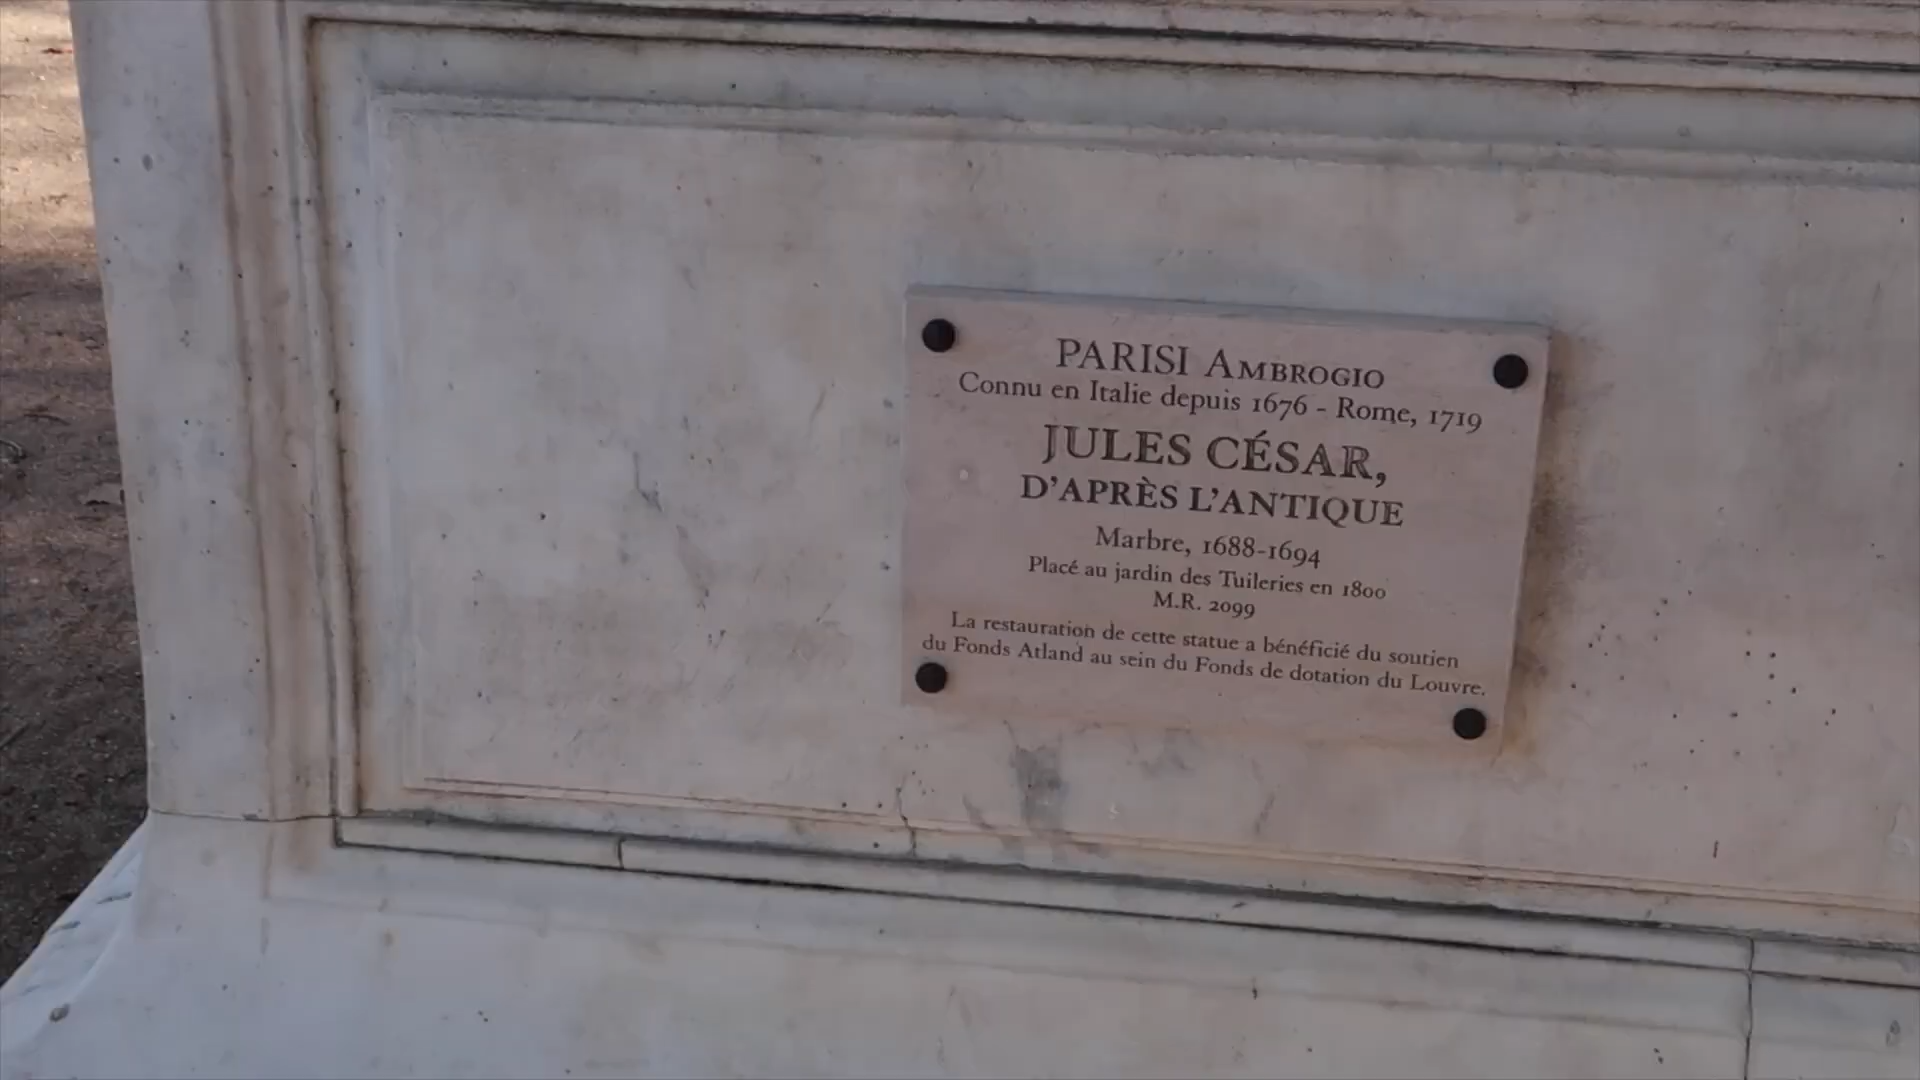 PARISI AMBROGIO
Connu en Italie depuis 1676 - Rome, 1719
JULES CÉSAR,
D'APRÈS L'ANTIQUE
Marbre, 1688-1694
Placé au jardin des Tuileries en 1800
M.R. 2099
La restauration de cette statue a bénéficié du soutien
du Fonds Atland au sein du Fonds de dotation du Louvre.